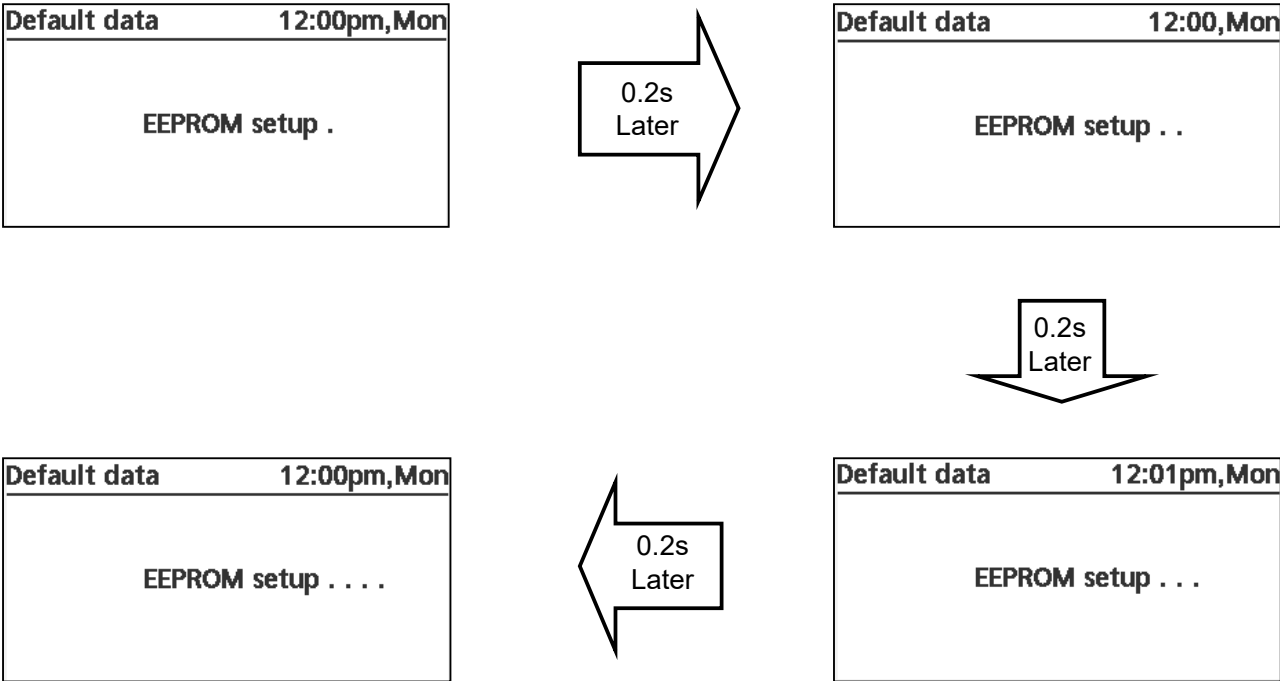 Default data 12:00pm,Mon
EEPROM setup .
0.2s
Later
Default data 12:00,Mon
EEPROM setup . .
0.2s
Later
Default data 12:00pm,Mon
EEPROM setup . . . .
0.2s
Later
Default data 12:01pm,Mon
EEPROM setup . . .